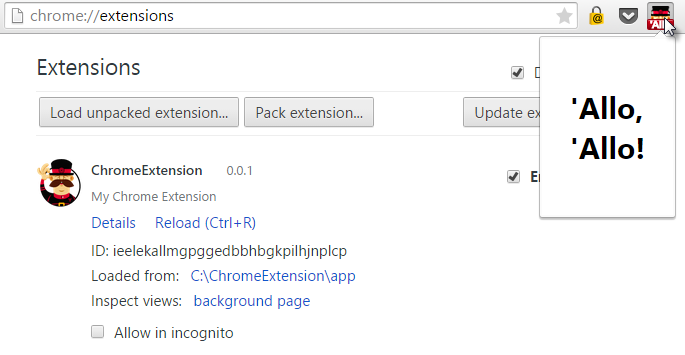 chrome://extensions
'Allo,
'Allo!
Extensions
Load unpacked extension... Pack extension... Update ex
ChromeExtension 0.0.1
My Chrome Extension
Details Reload (Ctrl+R)
ID: ieelekallmgpggedbbhbgkpilhjnplcp
Loaded from: C:\ChromeExtension\app
Inspect views: background page
Allow in incognito